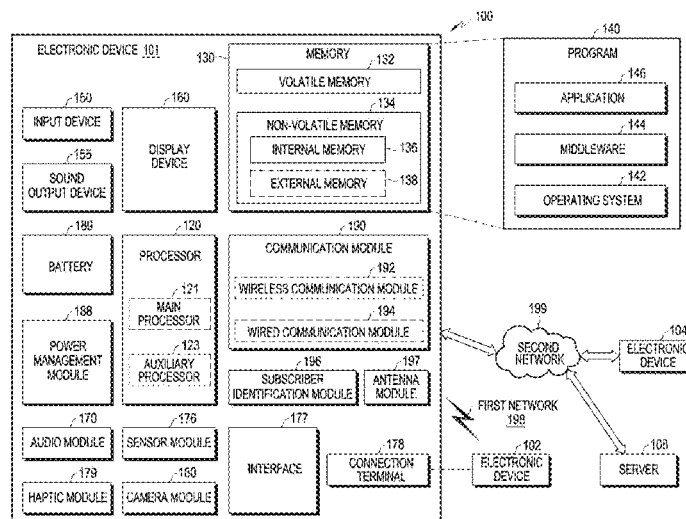 100
ELECTRONIC DEVICE 101
130
MEMORY
132
VOLATILE MEMORY
134
NON-VOLATILE MEMORY
INTERNAL MEMORY
136
EXTERNAL MEMORY
138
140
PROGRAM
146
APPLICATION
144
MIDDLEWARE
142
OPERATING SYSTEM
150
INPUT DEVICE
155
SOUND
OUTPUT DEVICE
160
DISPLAY
DEVICE
189
BATTERY
188
POWER
MANAGEMENT
MODULE
120
PROCESSOR
121
MAIN
PROCESSOR
123
AUXILIARY
PROCESSOR
190
COMMUNICATION MODULE
192
WIRELESS COMMUNICATION MODULE
194
WIRED COMMUNICATION MODULE
196
SUBSCRIBER
IDENTIFICATION MODULE
197
ANTENNA
MODULE
199
SECOND
NETWORK
104
ELECTRONIC
DEVICE
FIRST NETWORK
198
170
AUDIO MODULE
176
SENSOR MODULE
177
INTERFACE
178
CONNECTION
TERMINAL
102
ELECTRONIC
DEVICE
108
SERVER
179
HAPTIC MODULE
180
CAMERA MODULE